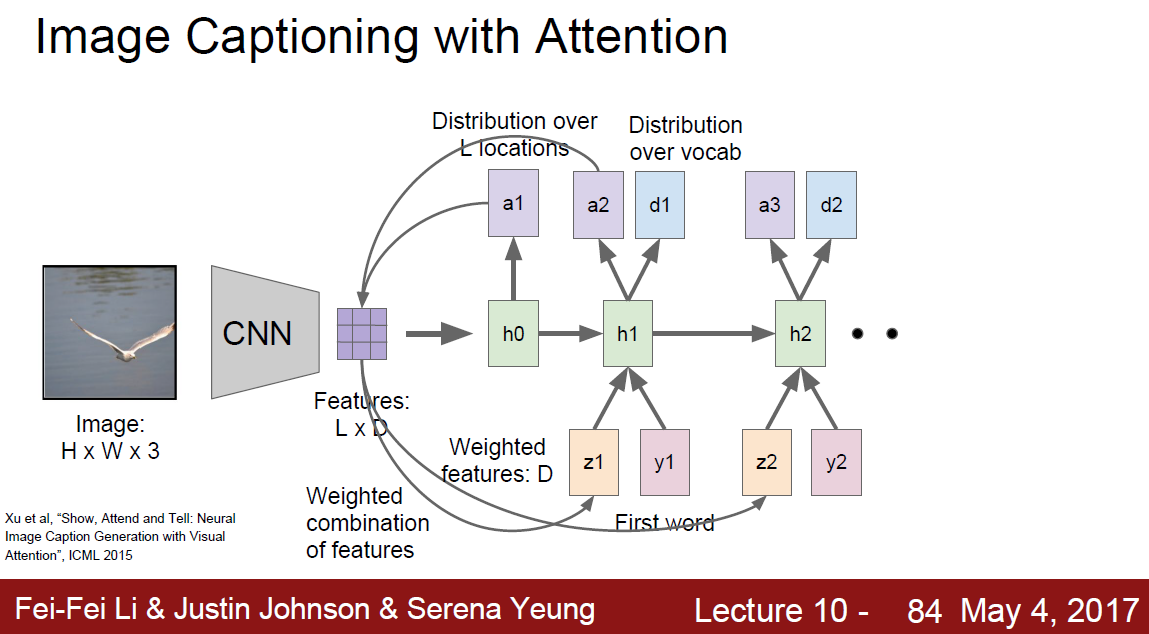 Image Captioning with Attention
Distribution over
L locations
Distribution
over vocab
a1
a2
d1
a3
d2
CNN
h0
h1
h2
Image:
H x W x 3
Features:
L x D
Weighted
features: D
z1
y1
z2
y2
Weighted
combination
of features
First word
Xu et al, “Show, Attend and Tell: Neural
Image Caption Generation with Visual
Attention”, ICML 2015
Fei-Fei Li & Justin Johnson & Serena Yeung
Lecture 10 - 84 May 4, 2017